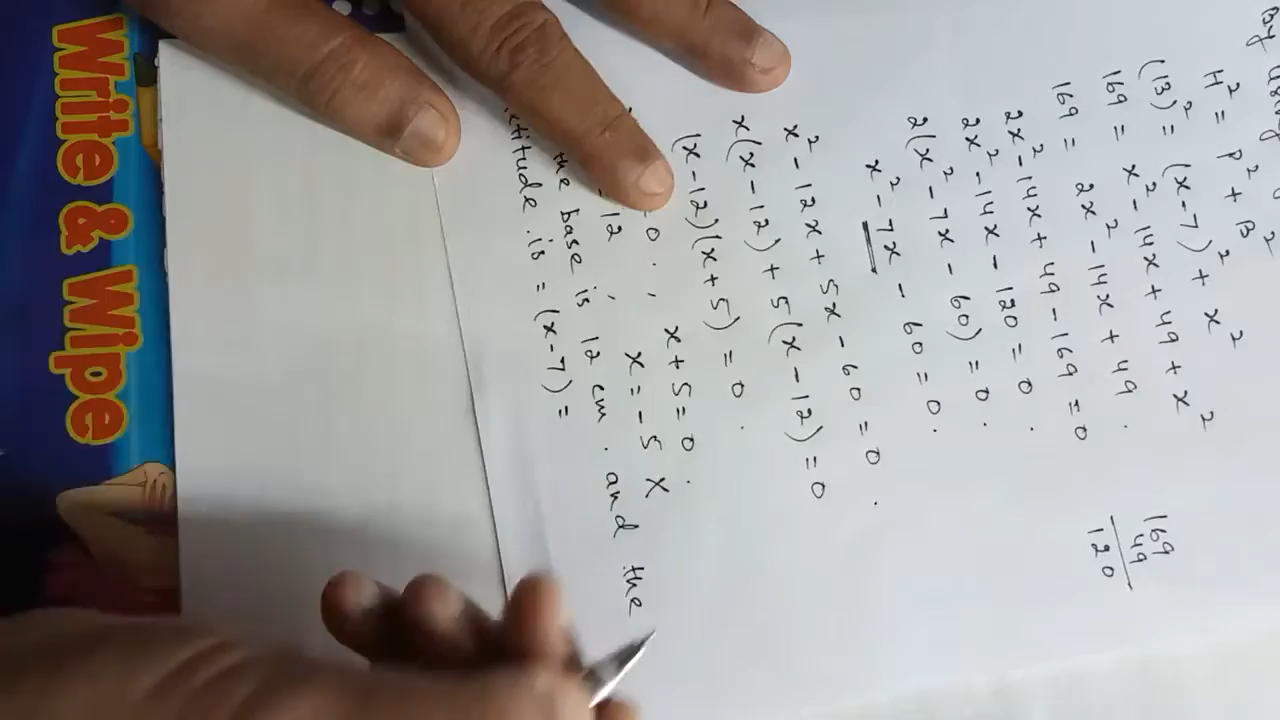 By using
H² = P² + B²
(13)² = (x-7)² + x²
169 = x² - 14x + 49 + x²
169 = 2x² - 14x + 49.
2x² - 14x + 49 - 169 = 0
2x² - 14x - 120 = 0.
2(x² - 7x - 60) = 0.
x² - 7x - 60 = 0.
x² - 12x + 5x - 60 = 0.
x(x - 12) + 5(x - 12) = 0
(x - 12)(x + 5) = 0.
=0. , x + 5 = 0.
12 , x = -5 X
the base is 12 cm. and the
is = (x-7) =
169
49
120
Write & Wipe